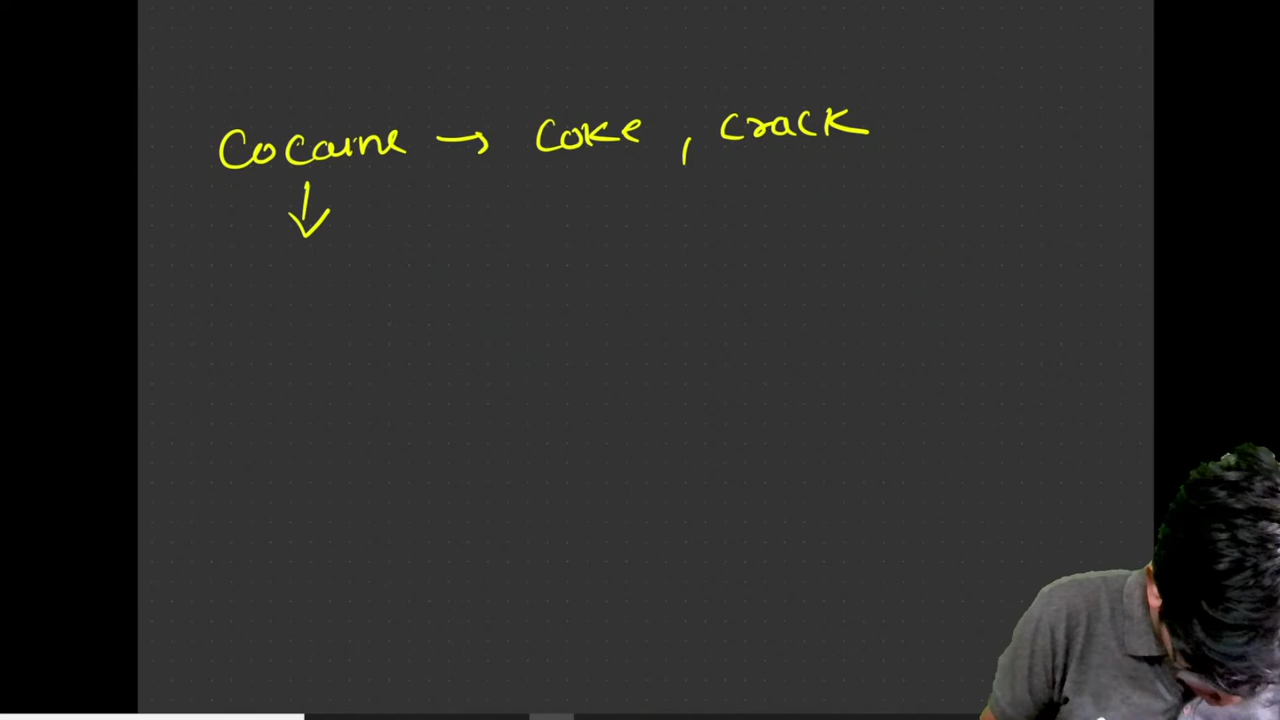 Cocaine → Coke , crack
↓